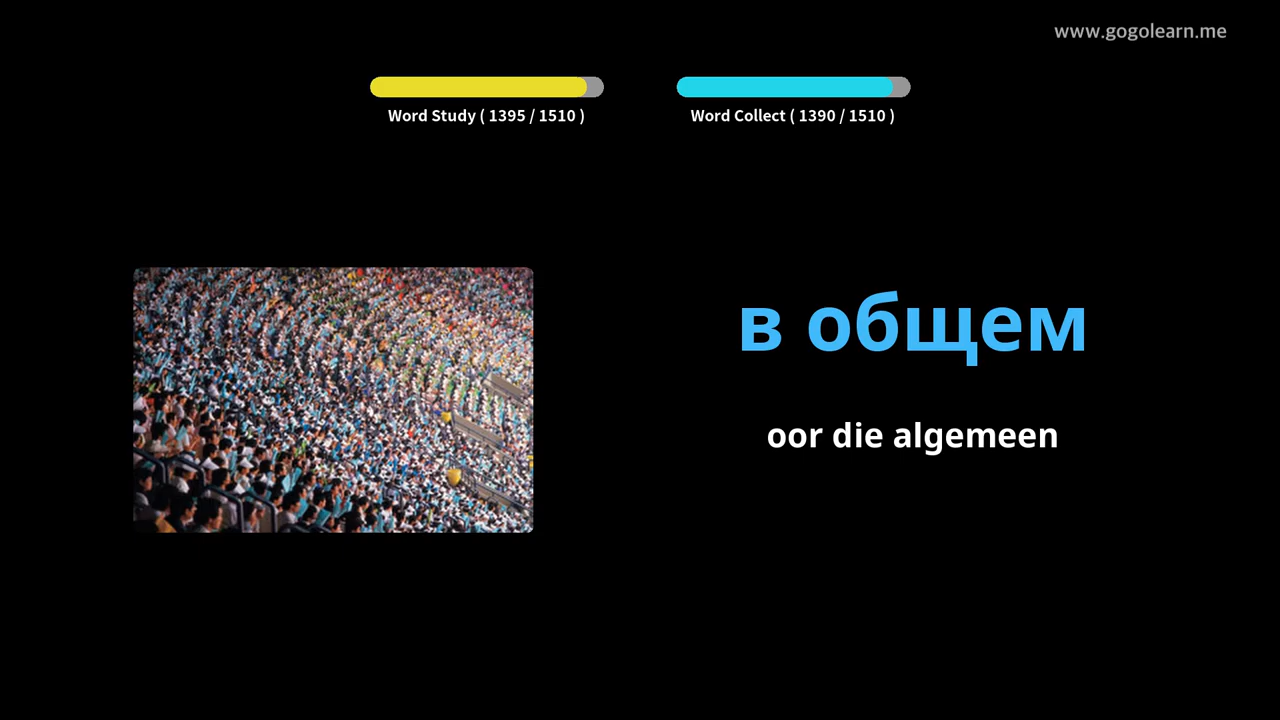 www.gogolearn.me
Word Study ( 1395 / 1510 )
Word Collect ( 1390 / 1510 )
в общем
oor die algemeen